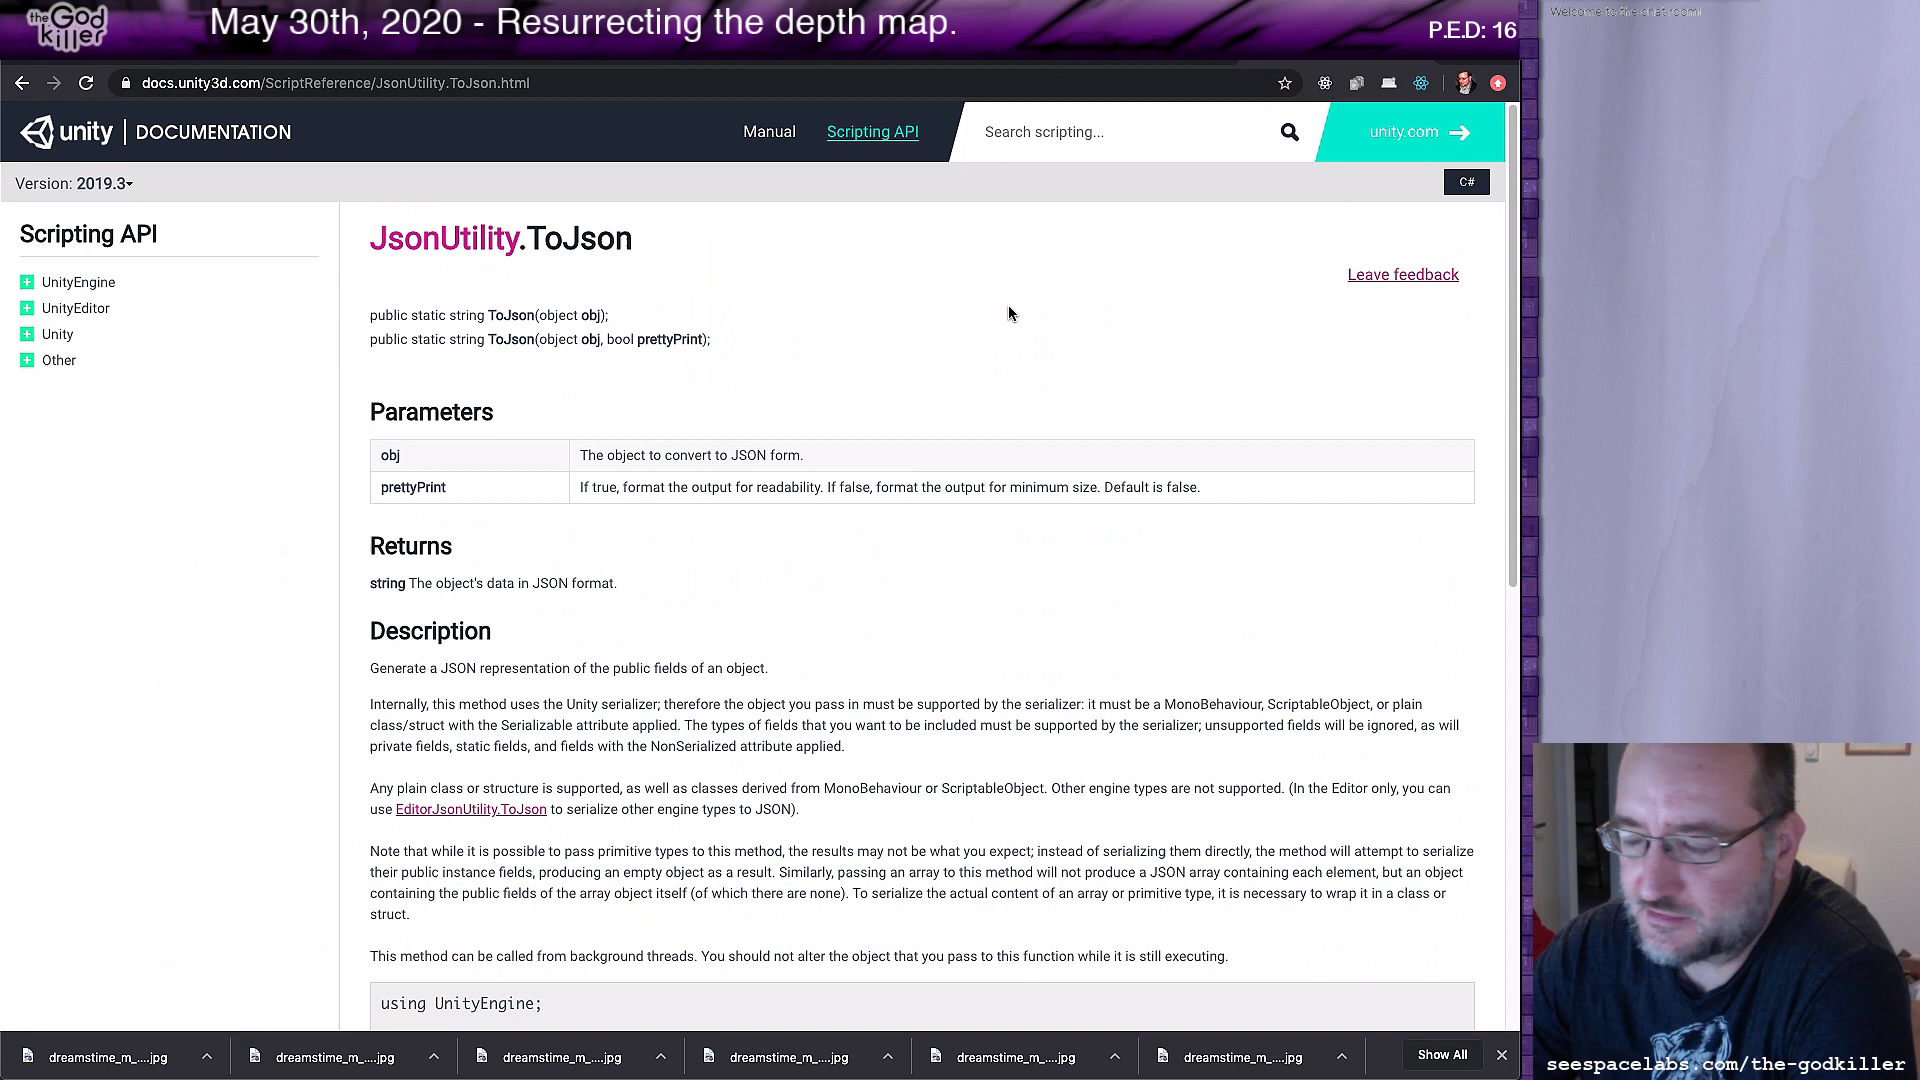 the God killer
May 30th, 2020 - Resurrecting the depth map.
P.E.D: 16
Welcome to the chat room!
docs.unity3d.com/ScriptReference/JsonUtility.ToJson.html
unity | DOCUMENTATION
Manual
Scripting API
Search scripting...
unity.com
Version: 2019.3
C#
Scripting API
UnityEngine
UnityEditor
Unity
Other
JsonUtility.ToJson
Leave feedback
public static string ToJson(object obj);
public static string ToJson(object obj, bool prettyPrint);
Parameters
obj The object to convert to JSON form.
prettyPrint If true, format the output for readability. If false, format the output for minimum size. Default is false.
Returns
string The object's data in JSON format.
Description
Generate a JSON representation of the public fields of an object.
Internally, this method uses the Unity serializer; therefore the object you pass in must be supported by the serializer: it must be a MonoBehaviour, ScriptableObject, or plain
class/struct with the Serializable attribute applied. The types of fields that you want to be included must be supported by the serializer; unsupported fields will be ignored, as will
private fields, static fields, and fields with the NonSerialized attribute applied.
Any plain class or structure is supported, as well as classes derived from MonoBehaviour or ScriptableObject. Other engine types are not supported. (In the Editor only, you can
use EditorJsonUtility.ToJson to serialize other engine types to JSON).
Note that while it is possible to pass primitive types to this method, the results may not be what you expect; instead of serializing them directly, the method will attempt to serialize
their public instance fields, producing an empty object as a result. Similarly, passing an array to this method will not produce a JSON array containing each element, but an object
containing the public fields of the array object itself (of which there are none). To serialize the actual content of an array or primitive type, it is necessary to wrap it in a class or
struct.
This method can be called from background threads. You should not alter the object that you pass to this function while it is still executing.
using UnityEngine;
dreamstime_m_....jpg
dreamstime_m_....jpg
dreamstime_m_....jpg
dreamstime_m_....jpg
dreamstime_m_....jpg
dreamstime_m_....jpg
Show All
seespacelabs.com/the-godkiller